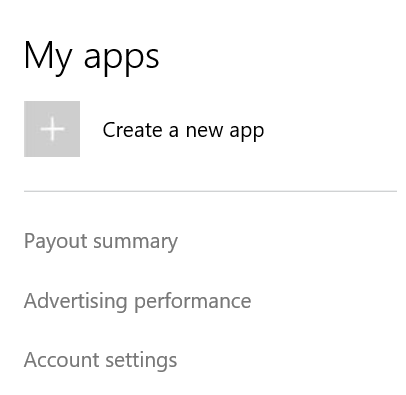 My apps
Create a new app
Payout summary
Advertising performance
Account settings